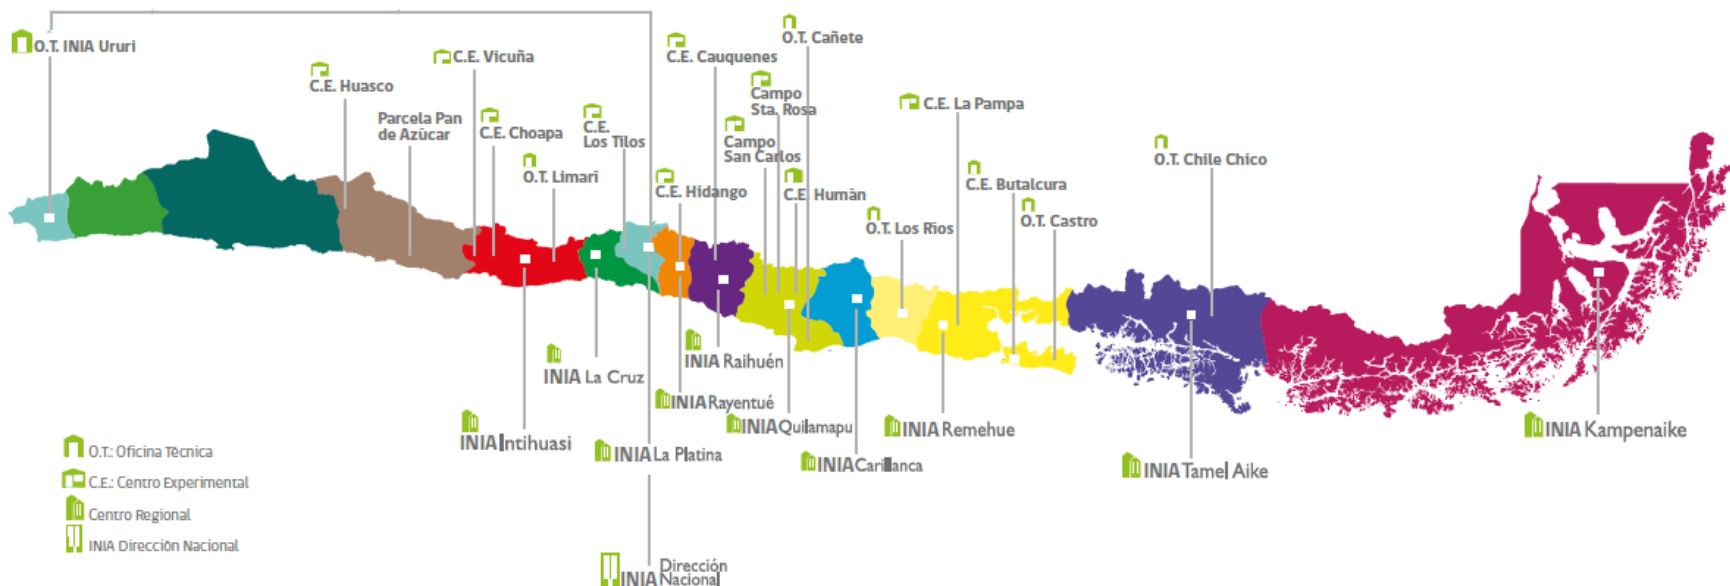 O.T. INIA Ururi
C.E. Huasco
Parcela Pan
de Azùcar
C.E. Vicuña
C.E. Choapa
O.T. Limarí
C.E.
Los Tilos
C.E. Hidango
C.E. Cauquenes
Campo
Sta. Rosa
Campo
San Carlos
O.T. Cañete
C.E. Humàn
O.T. Los Ríos
C.E. La Pampa
C.E. Butalcura
O.T. Castro
O.T. Chile Chico
INIA Intihuasi
INIA La Cruz
INIA La Platina
INIA Dirección
Nacional
INIA Rayentué
INIA Raihuén
INIA Quilamapu
INIA Carillanca
INIA Remehue
INIA Tamel Aike
INIA Kampenaike
O.T.: Oficina Tècnica
C.E.: Centro Experimental
Centro Regional
INIA Dirección Nacional